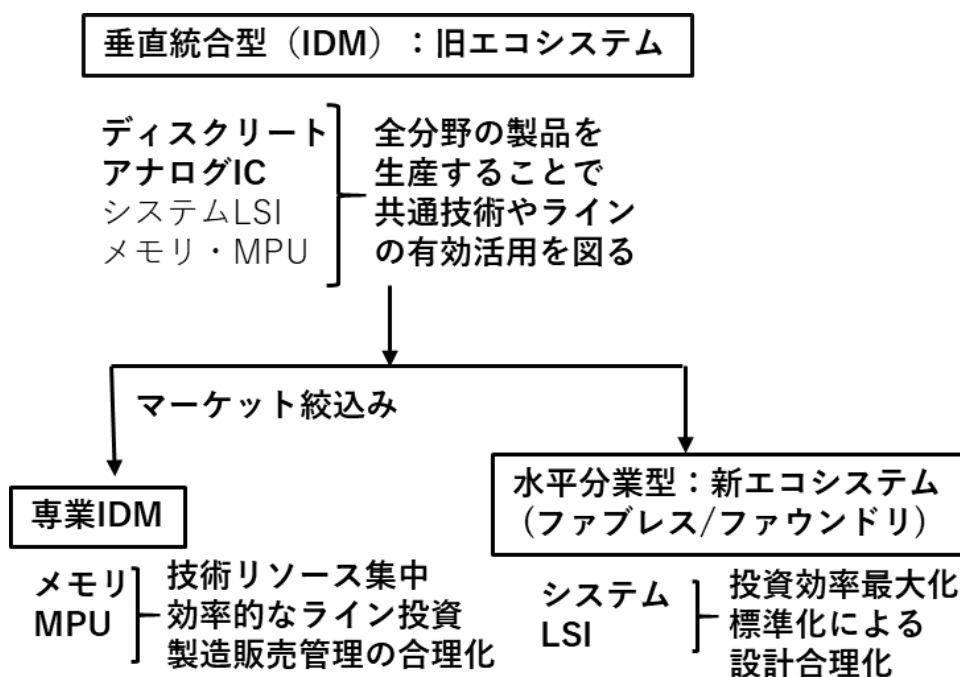 垂直統合型（IDM）：旧エコシステム
ディスクリート
アナログIC
システムLSI
メモリ・MPU
全分野の製品を
生産することで
共通技術やライン
の有効活用を図る
マーケット絞込み
専業IDM
メモリ
MPU
技術リソース集中
効率的なライン投資
製造販売管理の合理化
水平分業型：新エコシステム
(ファブレス/ファウンドリ)
システム
LSI
投資効率最大化
標準化による
設計合理化